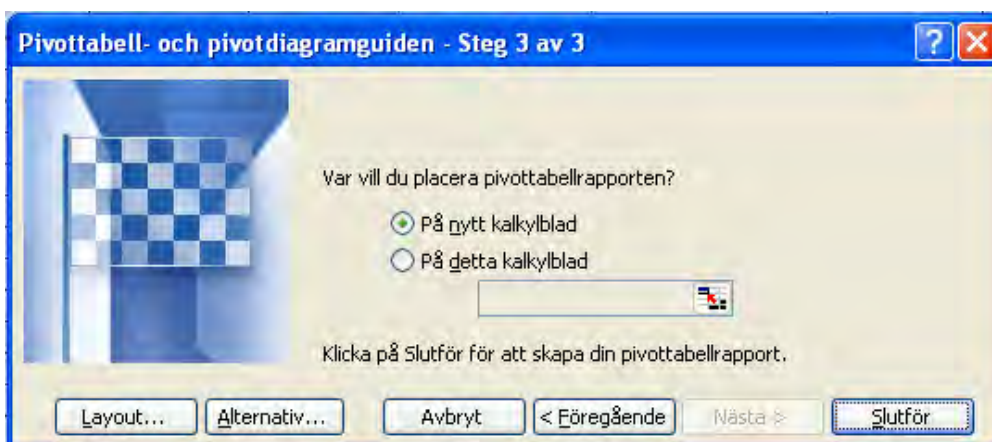 Pivottabell- och pivotdiagramguiden - Steg 3 av 3
Var vill du placera pivottabellrapporten?
På nytt kalkylblad
På detta kalkylblad
Klicka på Slutför för att skapa din pivottabellrapport.
Layout... Alternativ... Avbryt < Föregående Nästa > Slutför